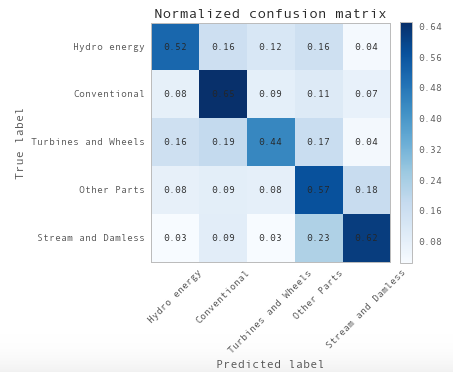 Normalized confusion matrix
True label
Hydro energy 0.52 0.16 0.12 0.16 0.04
Conventional 0.08 0.09 0.11 0.07
Turbines and Wheels 0.16 0.19 0.44 0.17 0.04
Other Parts 0.08 0.09 0.08 0.57 0.18
Stream and Damless 0.03 0.09 0.03 0.23 0.62
0.64
0.56
0.48
0.40
0.32
0.24
0.16
0.08
Hydro energy
Conventional
Turbines and Wheels
Other Parts
Stream and Damless
Predicted label